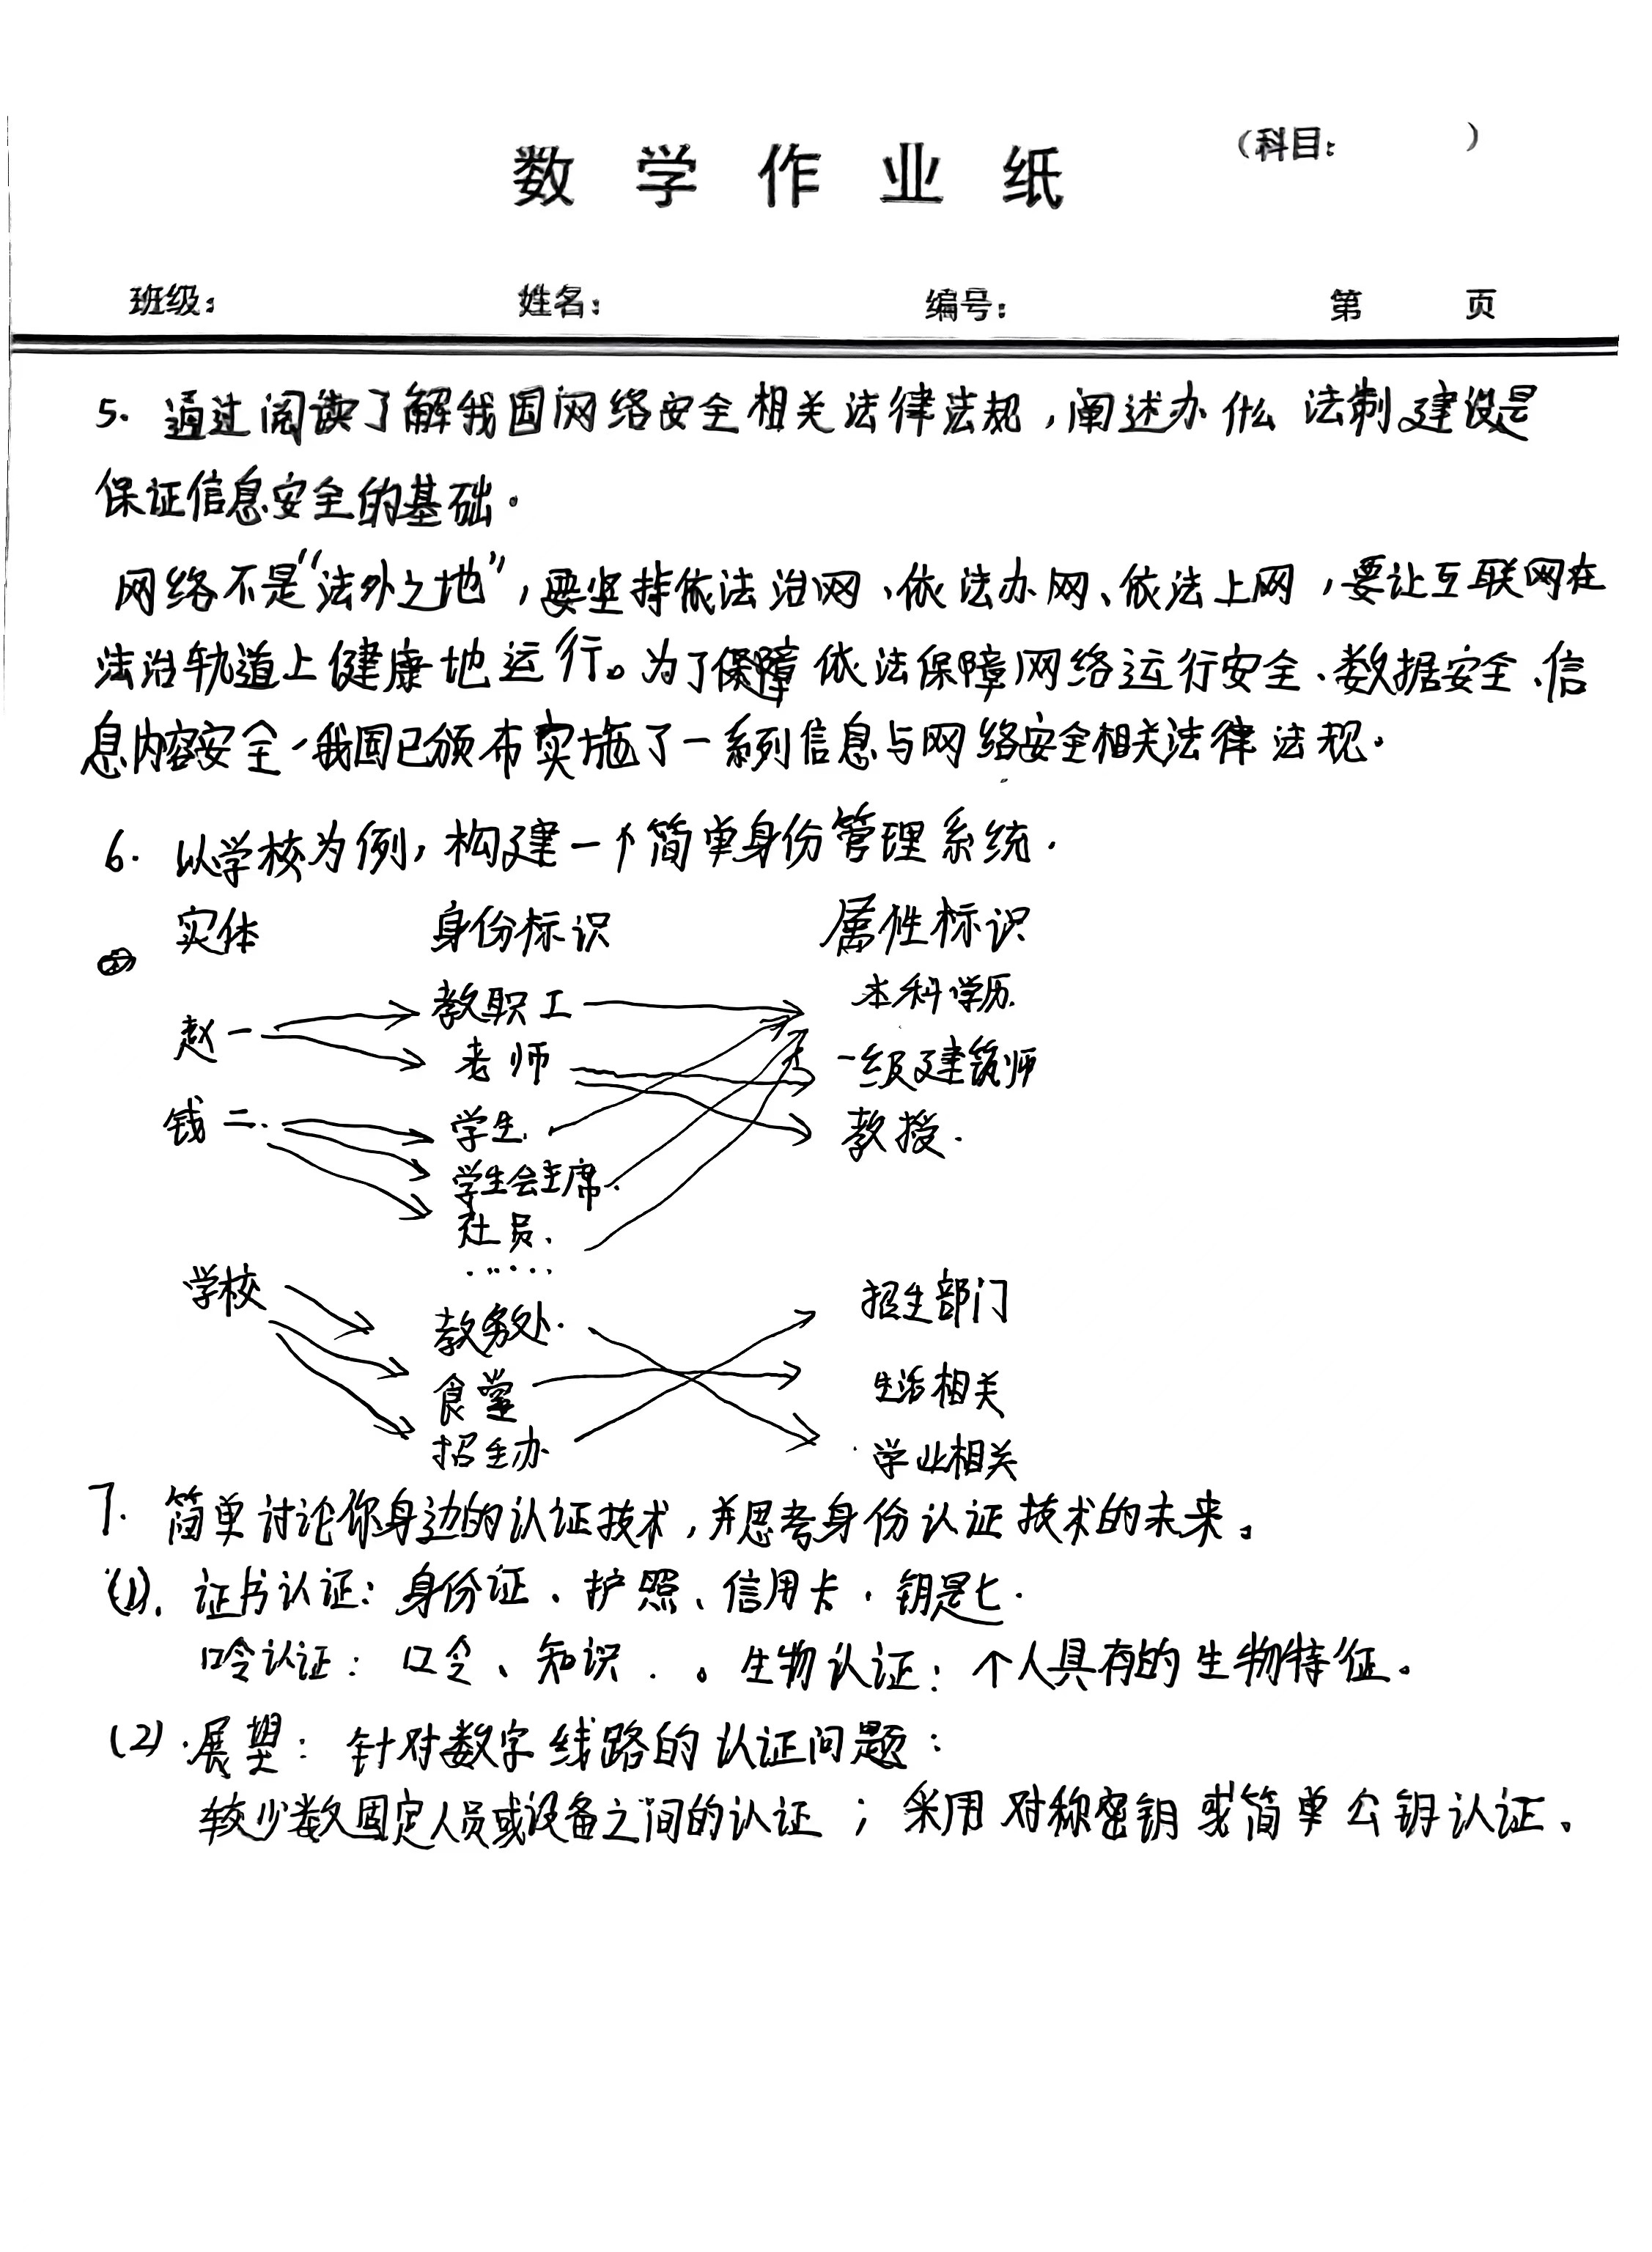 数学作业纸
(科目: )
班级: 姓名: 编号: 第 页
5. 通过阅读了解我国网络安全相关法律法规,阐述办什么 法制建设是
保证信息安全的基础。
网络不是“法外之地”,要坚持依法治网、依法办网、依法上网,要让互联网在
法治轨道上健康地运行。为了保障依法保障网络运行安全、数据安全、信
息内容安全,我国已颁布实施了一系列信息与网络安全相关法律法规。
6. 以学校为例,构建一个简单身份管理系统.
实体 身份标识 属性标识
教职工 本科学历.
赵一 老师 一级建筑师
钱二. 学生. 教授.
学生会主席.
社员.
......
学校 教务处. 招生部门
食堂 生活相关
招生办 学业相关
7. 简单讨论你身边的认证技术,并思考身份认证技术的未来。
(1). 证书认证: 身份证、护照、信用卡.钥匙.
口令认证: 口令、知识.。生物认证: 个人具有的生物特征。
(2).展望: 针对数字线路的认证问题:
较少数固定人员或设备之间的认证;采用对称密钥或简单公钥认证。